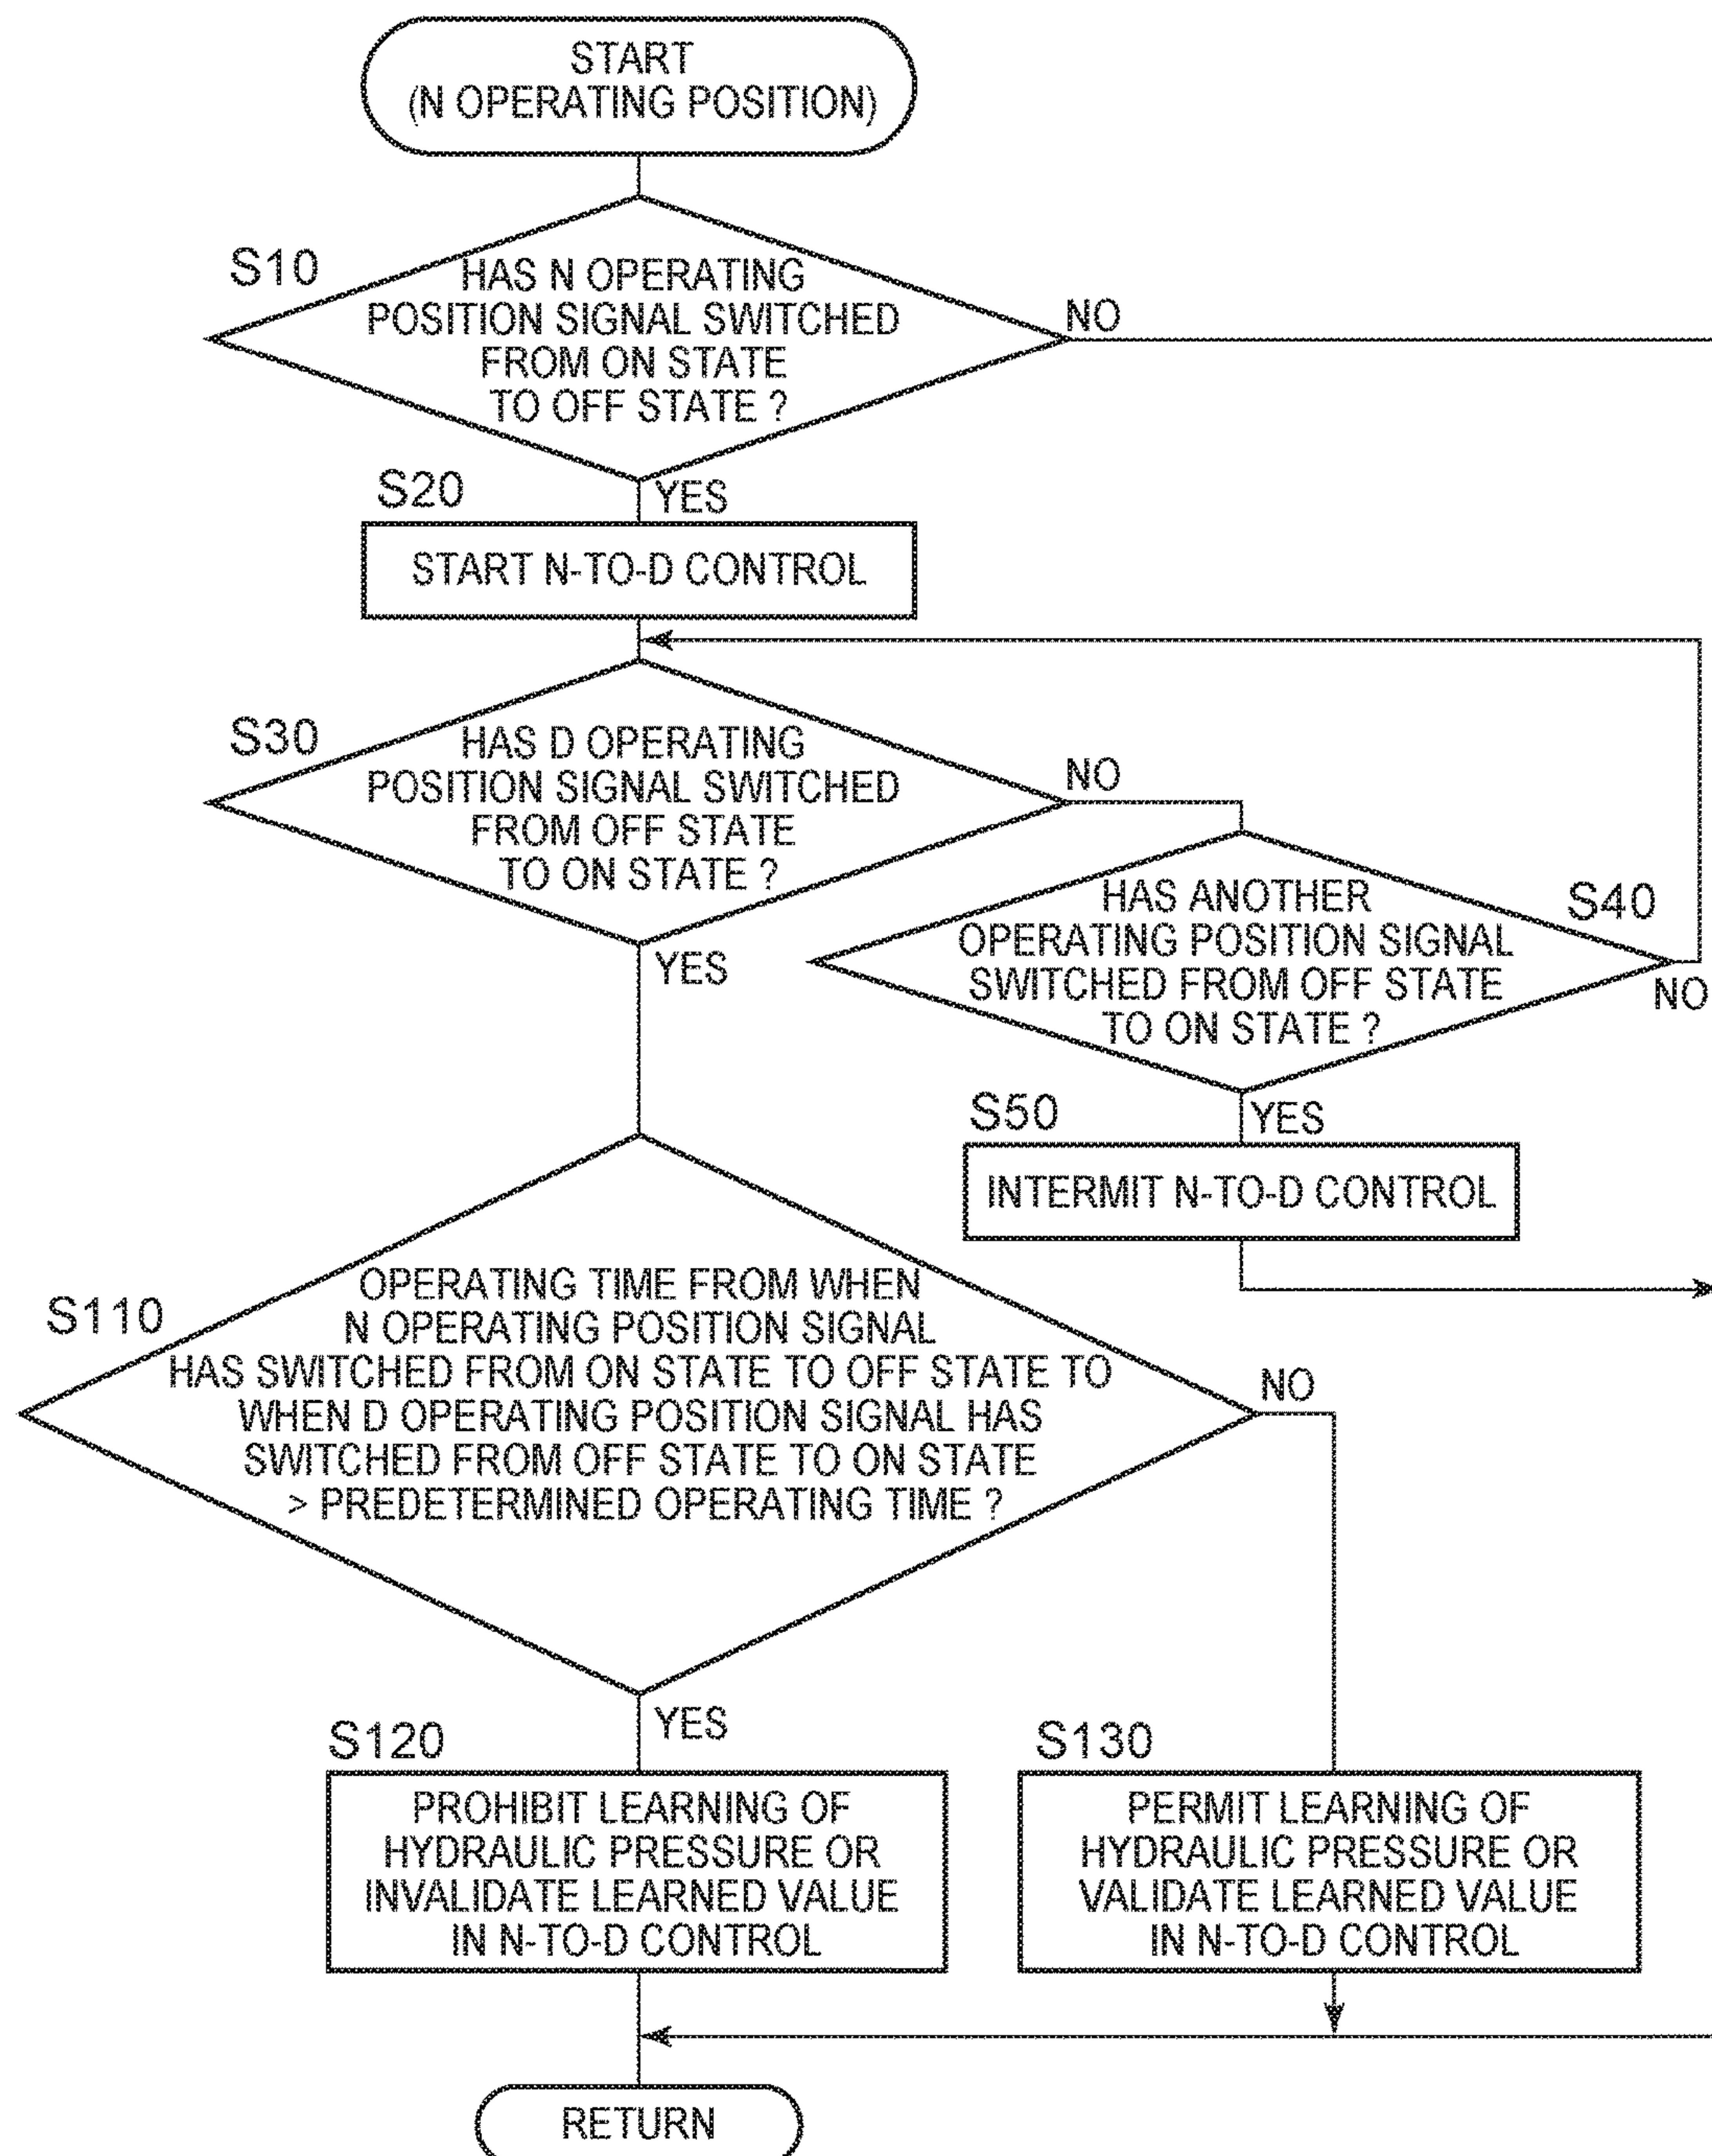 START
(N OPERATING POSITION)
S10
HAS N OPERATING
POSITION SIGNAL SWITCHED
FROM ON STATE
TO OFF STATE ?
NO
YES
S20
START N-TO-D CONTROL
S30
HAS D OPERATING
POSITION SIGNAL SWITCHED
FROM OFF STATE
TO ON STATE ?
NO
YES
S40
HAS ANOTHER
OPERATING POSITION SIGNAL
SWITCHED FROM OFF STATE
TO ON STATE ?
NO
YES
S50
INTERMIT N-TO-D CONTROL
S110
OPERATING TIME FROM WHEN
N OPERATING POSITION SIGNAL
HAS SWITCHED FROM ON STATE TO OFF STATE TO
WHEN D OPERATING POSITION SIGNAL HAS
SWITCHED FROM OFF STATE TO ON STATE
> PREDETERMINED OPERATING TIME ?
NO
YES
S120
PROHIBIT LEARNING OF
HYDRAULIC PRESSURE OR
INVALIDATE LEARNED VALUE
IN N-TO-D CONTROL
S130
PERMIT LEARNING OF
HYDRAULIC PRESSURE OR
VALIDATE LEARNED VALUE
IN N-TO-D CONTROL
RETURN